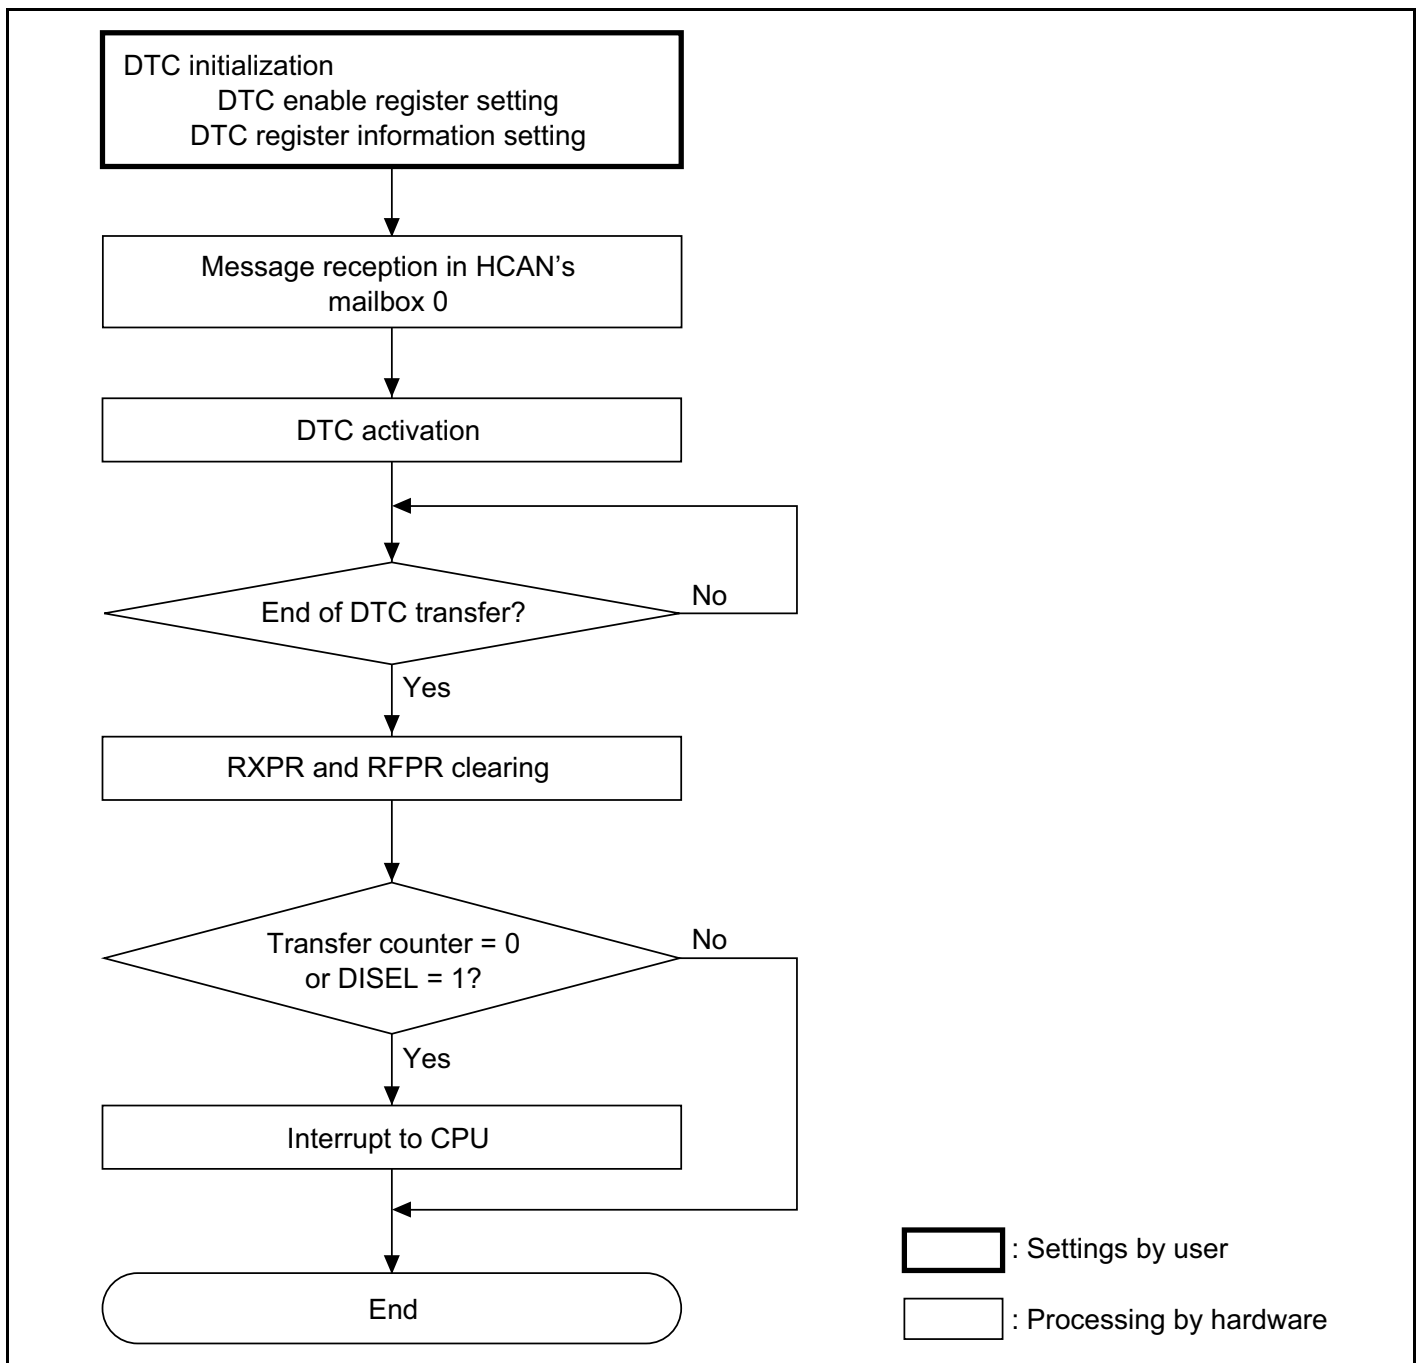 DTC initialization
DTC enable register setting
DTC register information setting
Message reception in HCAN’s
mailbox 0
DTC activation
End of DTC transfer?
No
Yes
RXPR and RFPR clearing
Transfer counter = 0
or DISEL = 1?
No
Yes
Interrupt to CPU
End
: Settings by user
: Processing by hardware